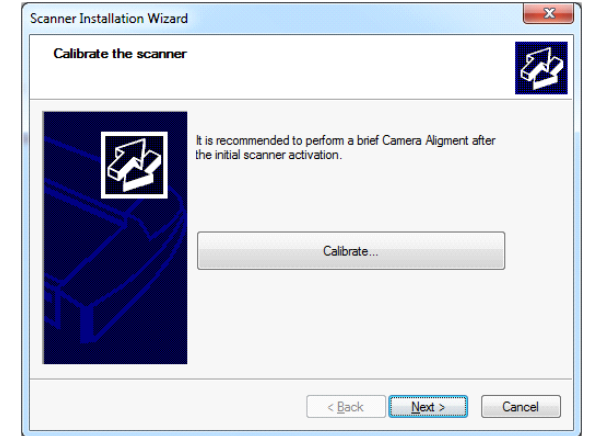 Scanner Installation Wizard
Calibrate the scanner
It is recommended to perform a brief Camera Aligment after
the initial scanner activation.
Calibrate...
< Back Next > Cancel